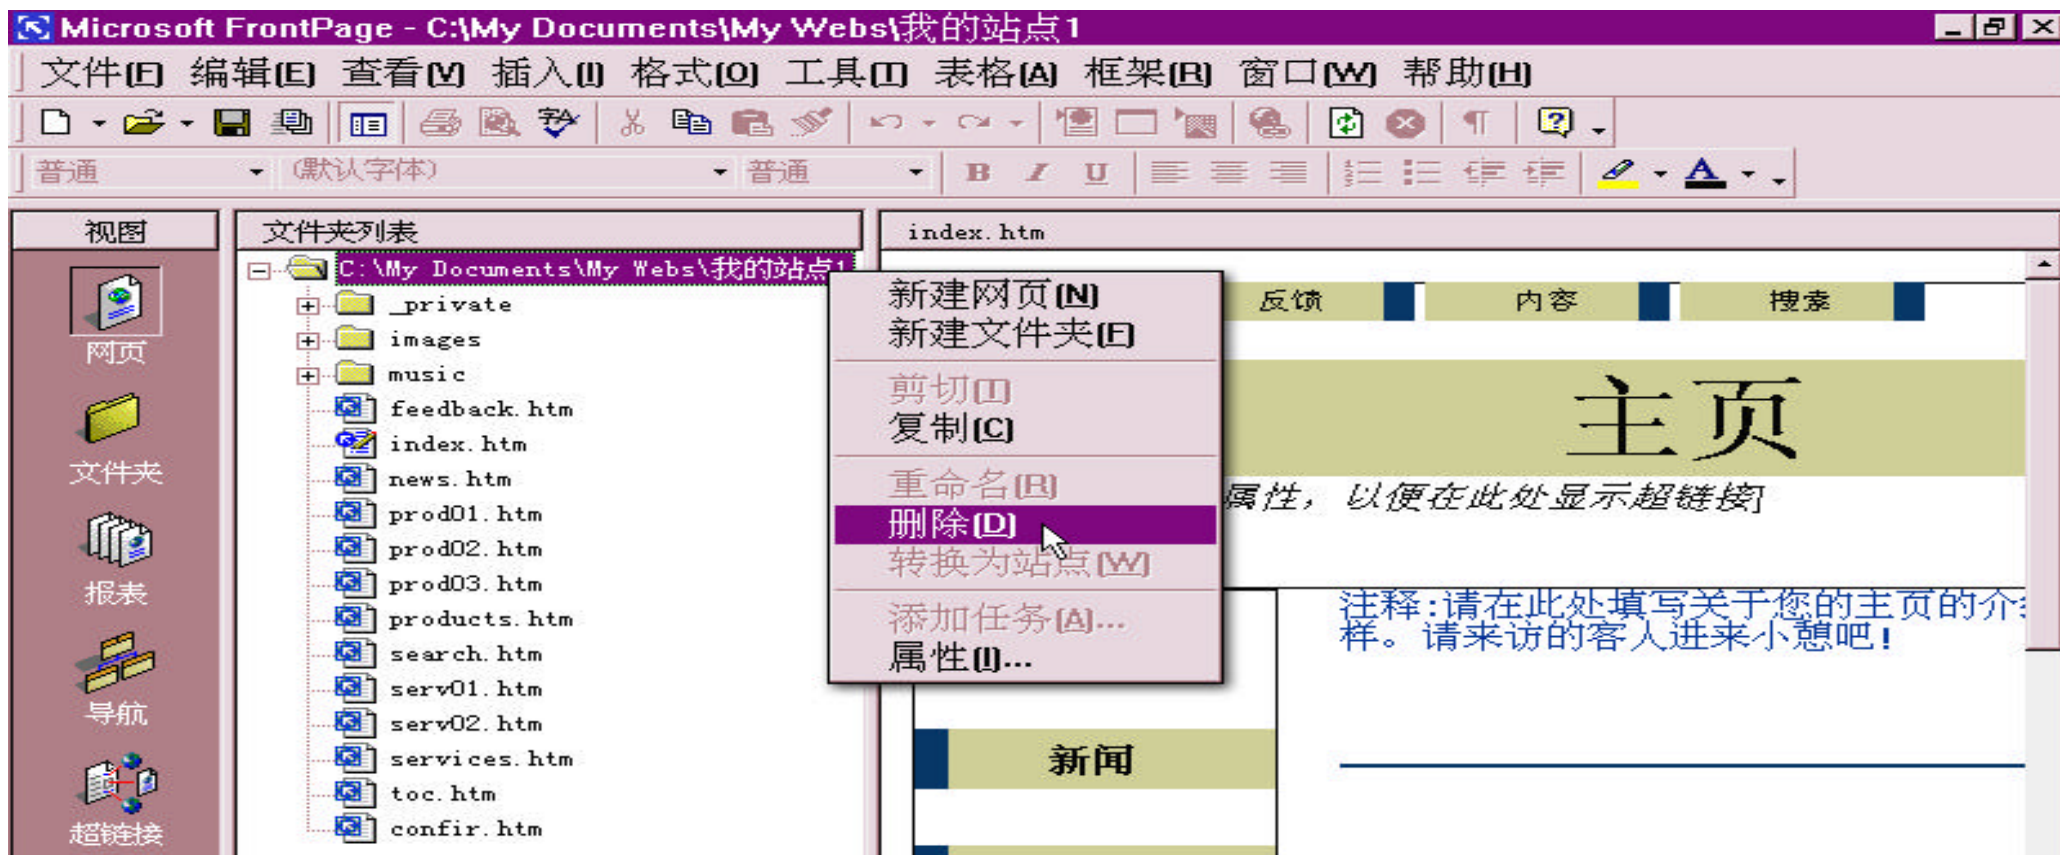 Microsoft FrontPage - C:\My Documents\My Webs\我的站点1
文件(F) 编辑(E) 查看(V) 插入(I) 格式(O) 工具(T) 表格(A) 框架(R) 窗口(W) 帮助(H)
普通 (默认字体) 普通 B I U A
视图
网页
文件夹
报表
导航
超链接
文件夹列表
C:\My Documents\My Webs\我的站点1
_private
images
music
feedback.htm
index.htm
news.htm
prod01.htm
prod02.htm
prod03.htm
products.htm
search.htm
serv01.htm
serv02.htm
services.htm
toc.htm
confir.htm
新建网页(N)
新建文件夹(F)
剪切(T)
复制(C)
重命名(R)
删除(D)
转换为站点(W)
添加任务(A)...
属性(I)...
index.htm
反馈 内容 搜索
主页
属性，以便在此处显示超链接]
注释:请在此处填写关于您的主页的介
样。请来访的客人进来小憩吧!
新闻